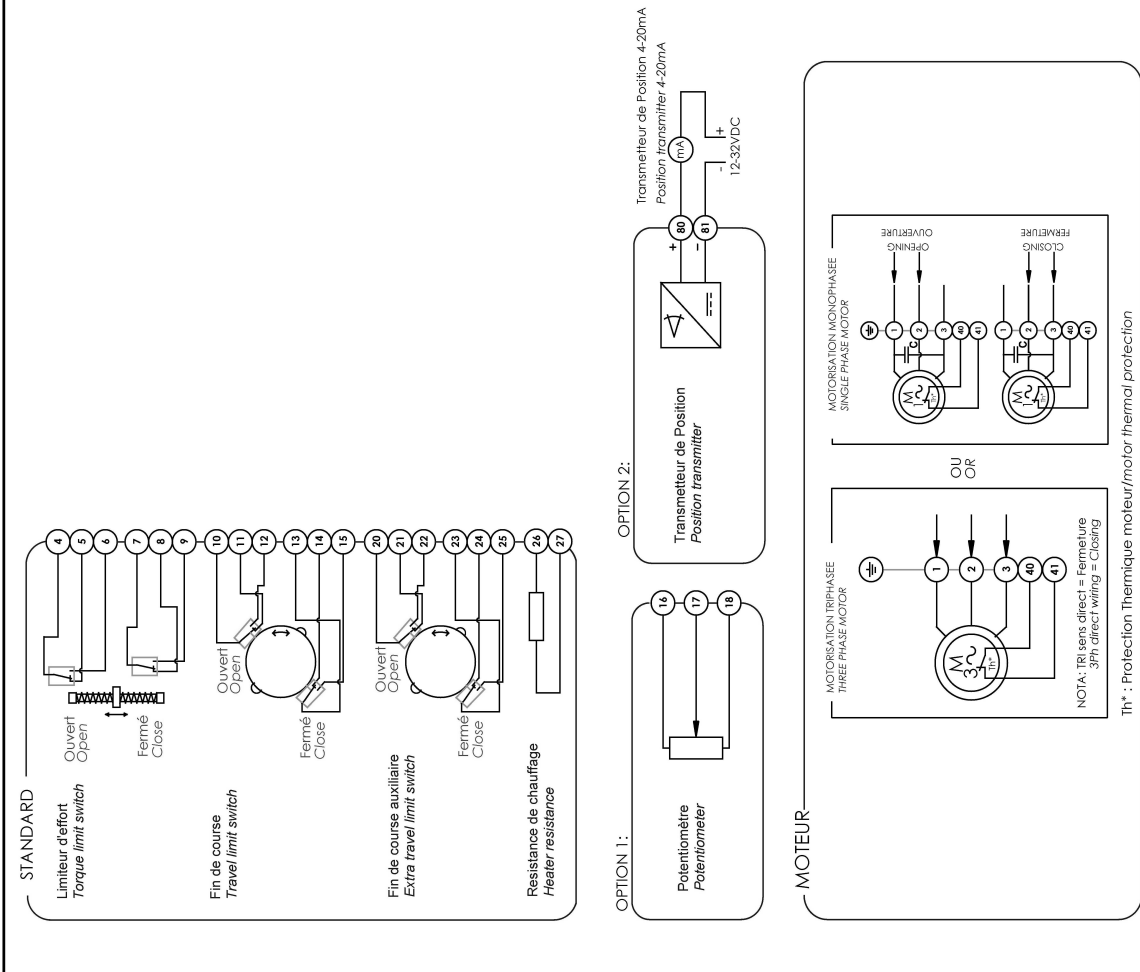 STANDARD
Limiteur d'effort
Torque limit switch
Ouvert
Open
Fermé
Close
4
5
6
7
8
9
Fin de course
Travel limit switch
Ouvert
Open
Fermé
Close
10
11
12
13
14
15
Fin de course auxiliaire
Extra travel limit switch
Ouvert
Open
Fermé
Close
20
21
22
23
24
25
Resistance de chauffage
Heater resistance
26
27
OPTION 1:
Potentiomètre
Potentiometer
16
17
18
OPTION 2:
Transmetteur de Position
Position transmitter
+
80
-
81
mA
Transmetteur de Position 4-20mA
Position transmitter 4-20mA
- +
12-32VDC
MOTEUR
MOTORISATION TRIPHASEE
THREE PHASE MOTOR
M
3
Th*
1
2
3
40
41
NOTA: TRI sens direct = Fermeture
3Ph direct wiring = Closing
OU
OR
MOTORISATION MONOPHASEE
SINGLE PHASE MOTOR
M
1
Th*
C
1
2
3
40
41
OPENING
OUVERTURE
M
1
Th*
C
1
2
3
40
41
CLOSING
FERMETURE
Th* : Protection Thermique moteur/motor thermal protection